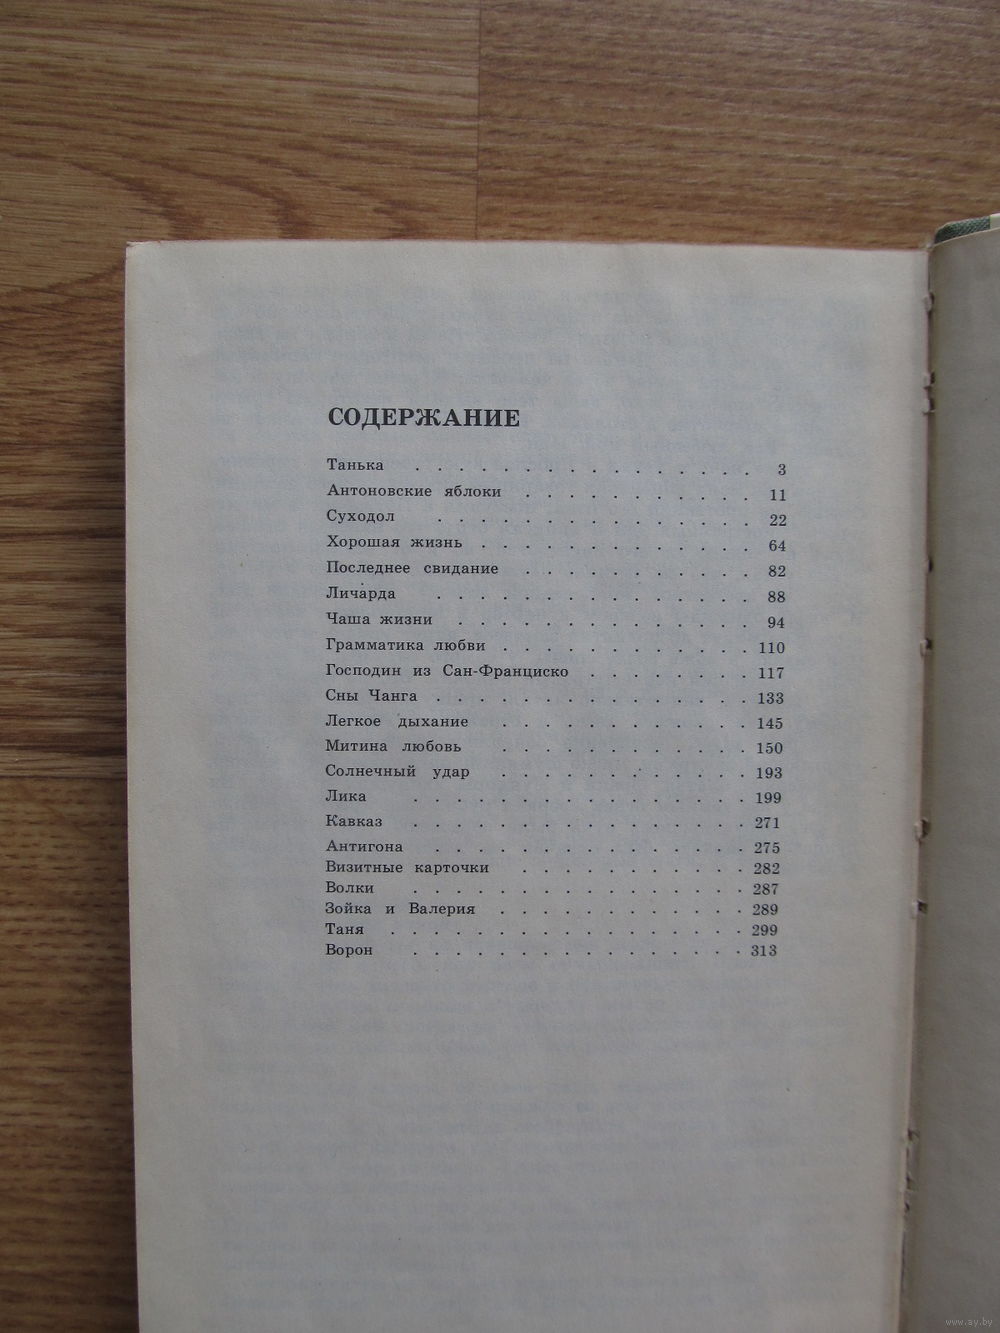 СОДЕРЖАНИЕ
Танька . . . . . . . . . . . . . . . . 3
Антоновские яблоки . . . . . . . . . . . 11
Суходол . . . . . . . . . . . . . . . 22
Хорошая жизнь . . . . . . . . . . . . . 64
Последнее свидание . . . . . . . . . . . 82
Личарда . . . . . . . . . . . . . . . 88
Чаша жизни . . . . . . . . . . . . . . 94
Грамматика любви . . . . . . . . . . . . 110
Господин из Сан-Франциско . . . . . . . . 117
Сны Чанга . . . . . . . . . . . . . . . 133
Легкое дыхание . . . . . . . . . . . . 145
Митина любовь . . . . . . . . . . . . 150
Солнечный удар . . . . . . . . . . . . 193
Лика . . . . . . . . . . . . . . . . 199
Кавказ . . . . . . . . . . . . . . . . 271
Антигона . . . . . . . . . . . . . . . 275
Визитные карточки . . . . . . . . . . . 282
Волки . . . . . . . . . . . . . . . . 287
Зойка и Валерия . . . . . . . . . . . . 289
Таня . . . . . . . . . . . . . . . . . 299
Ворон . . . . . . . . . . . . . . . . 313
www.ay.by